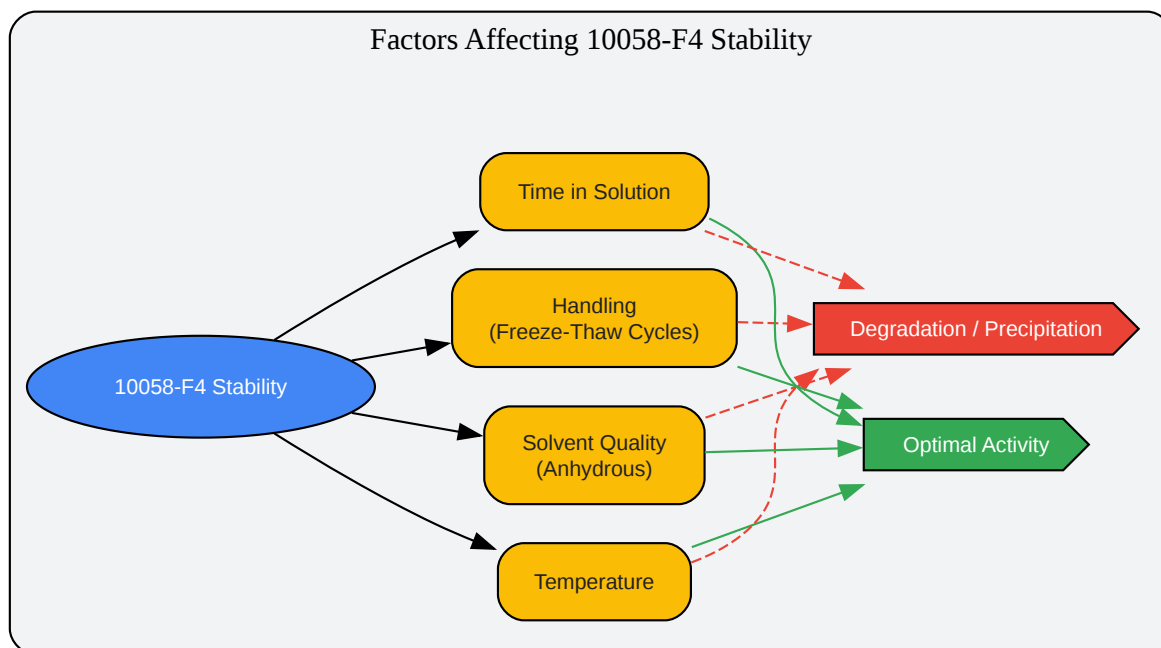 Factors Affecting 10058-F4 Stability
Time in Solution
Handling
(Freeze-Thaw Cycles)
Degradation / Precipitation
10058-F4 Stability
Solvent Quality
(Anhydrous)
Optimal Activity
Temperature